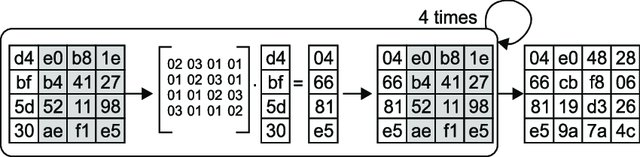 4 times
d4 e0 b8 1e 02 03 01 01 d4 04 04 e0 b8 1e 04 e0 48 28
bf b4 41 27 01 02 03 01 . bf = 66 66 b4 41 27 66 cb f8 06
5d 52 11 98 01 01 02 03 5d 81 81 52 11 98 81 19 d3 26
30 ae f1 e5 03 01 01 02 30 e5 e5 ae f1 e5 e5 9a 7a 4c